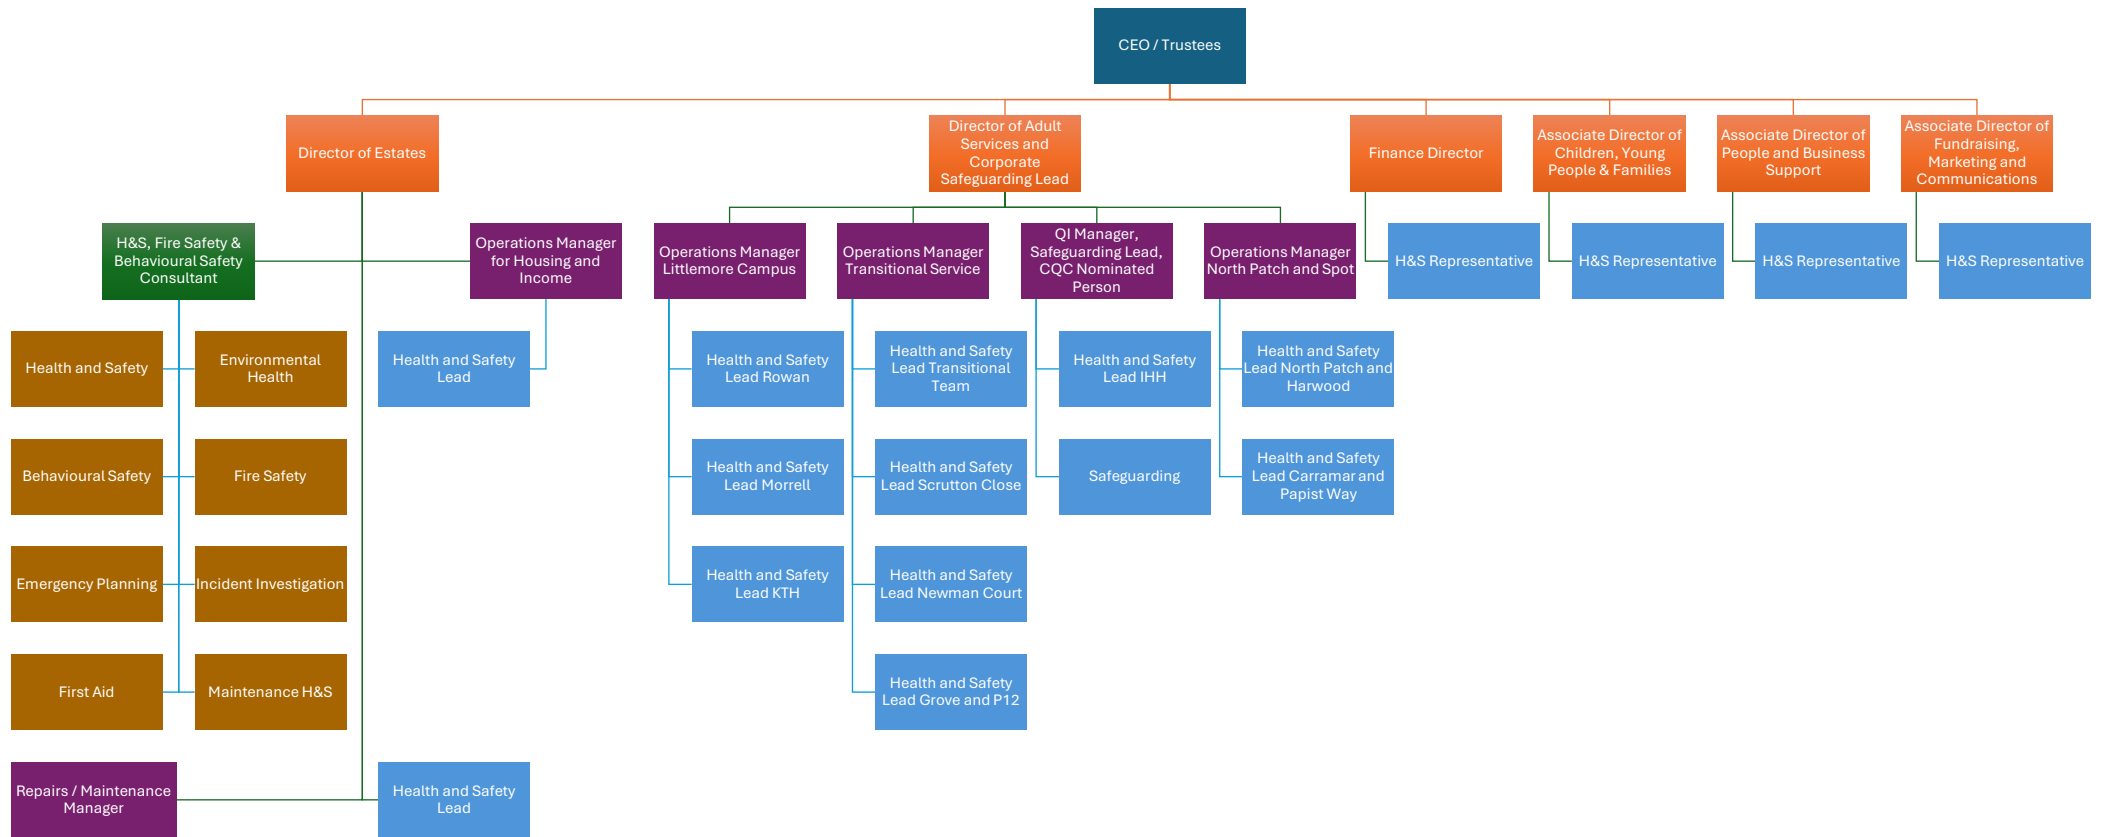 CEO / Trustees
Director of Estates
Director of Adult
Services and
Corporate
Safeguarding Lead
Finance Director
Associate Director of
Children, Young
People & Families
Associate Director of
People and Business
Support
Associate Director of
Fundraising,
Marketing and
Communications
H&S, Fire Safety &
Behavioural Safety
Consultant
Operations Manager
for Housing and
Income
Operations Manager
Littlemore Campus
Operations Manager
Transitional Service
QI Manager,
Safeguarding Lead,
CQC Nominated
Person
Operations Manager
North Patch and Spot
H&S Representative
H&S Representative
H&S Representative
H&S Representative
Health and Safety
Environmental
Health
Health and Safety
Lead
Health and Safety
Lead Rowan
Health and Safety
Lead Transitional
Team
Health and Safety
Lead IHH
Health and Safety
Lead North Patch and
Harwood
Behavioural Safety
Fire Safety
Health and Safety
Lead Morrell
Health and Safety
Lead Scrutton Close
Safeguarding
Health and Safety
Lead Carramar and
Papist Way
Emergency Planning
Incident Investigation
Health and Safety
Lead KTH
Health and Safety
Lead Newman Court
First Aid
Maintenance H&S
Health and Safety
Lead Grove and P12
Repairs / Maintenance
Manager
Health and Safety
Lead